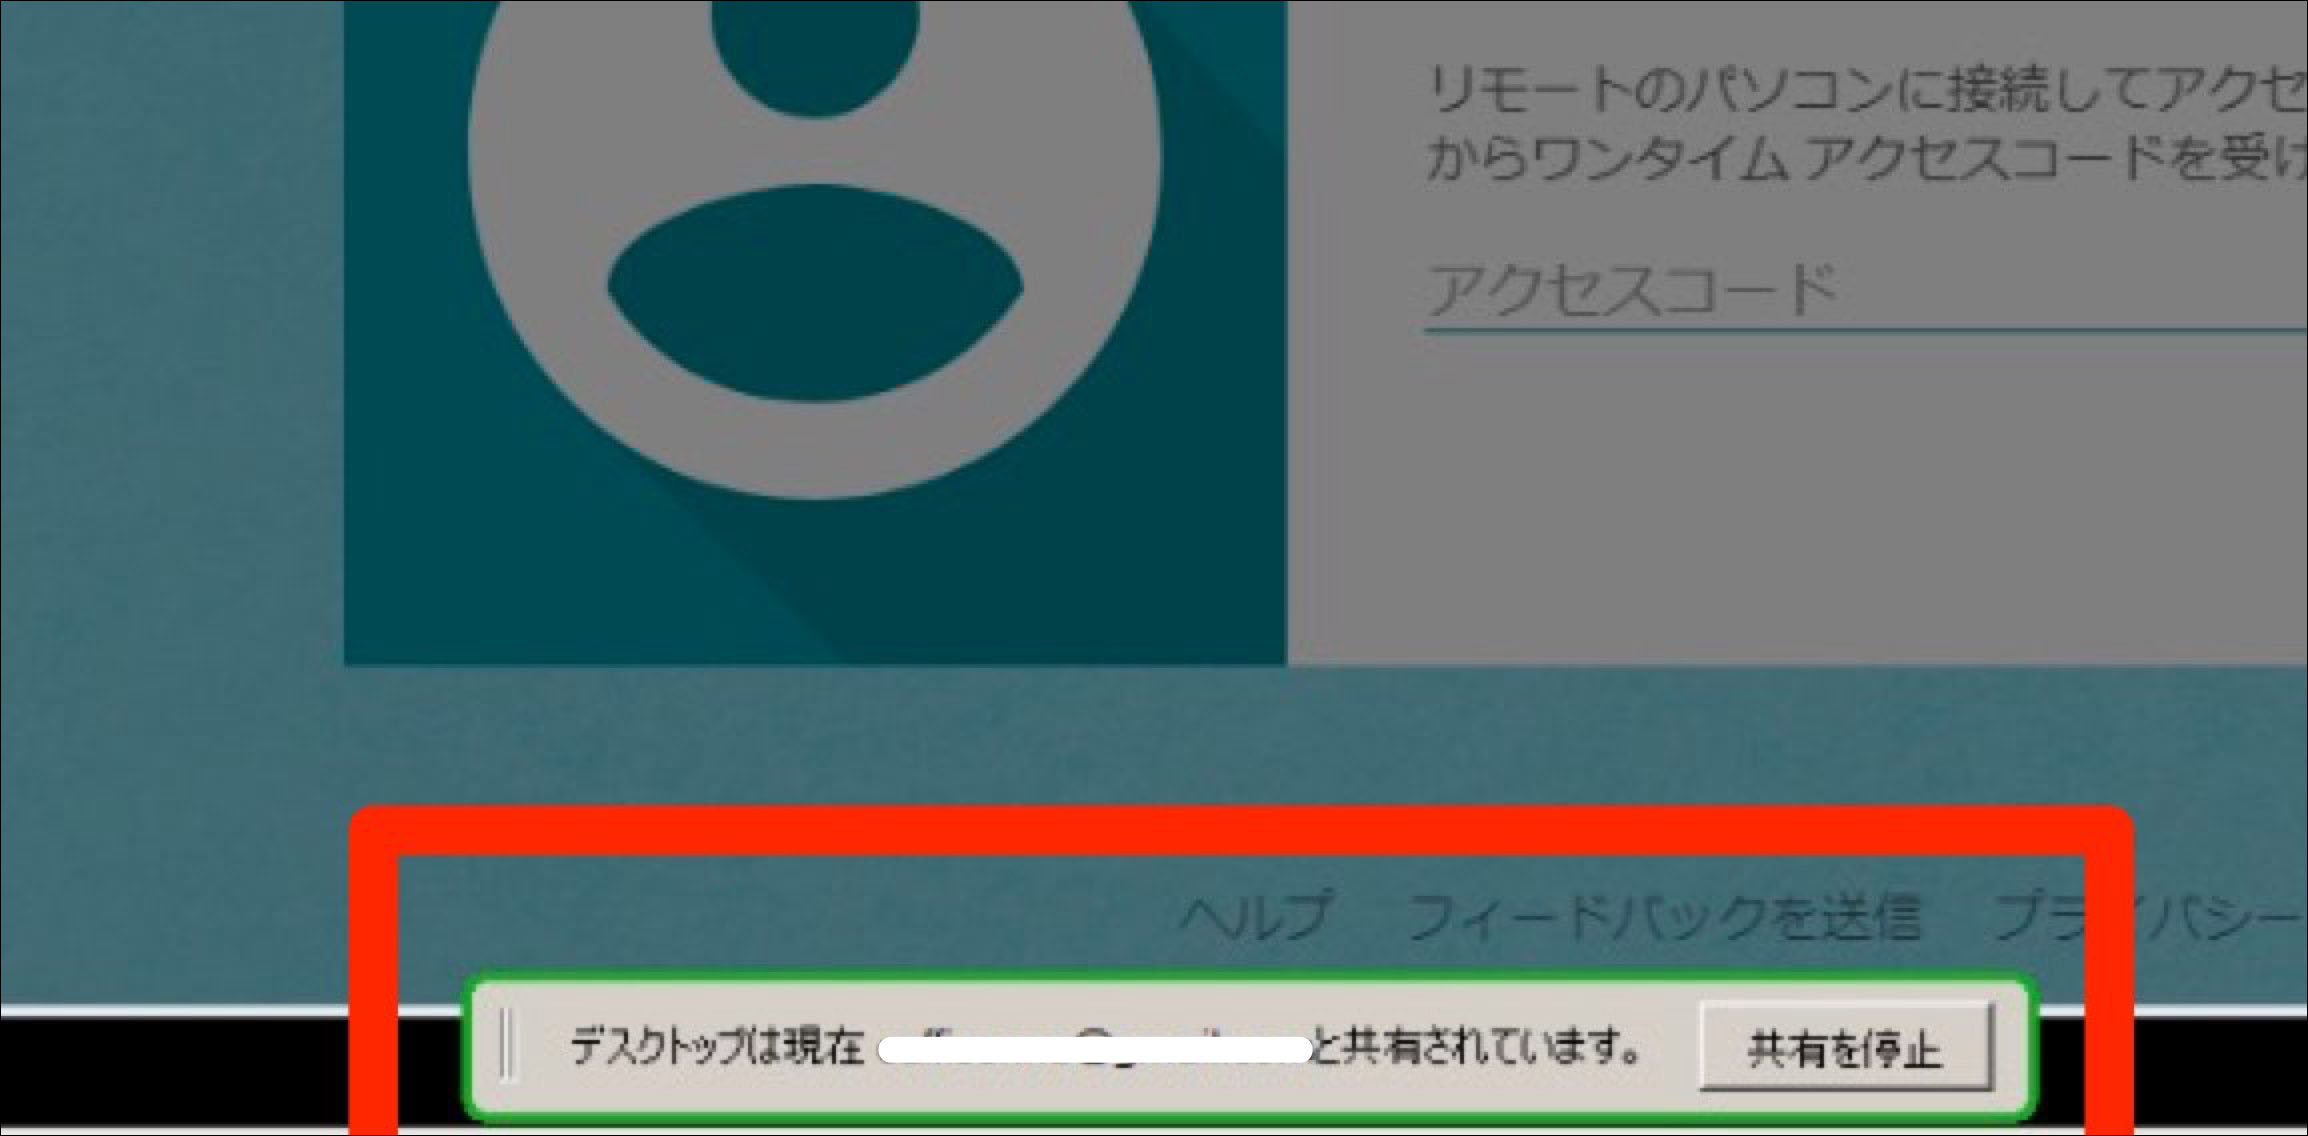 リモートのパソコンに接続してアクセ
からワンタイム アクセスコードを受け
アクセスコード
ヘルプ フィードバックを送信 プライバシー
デスクトップは現在 と共有されています。 共有を停止